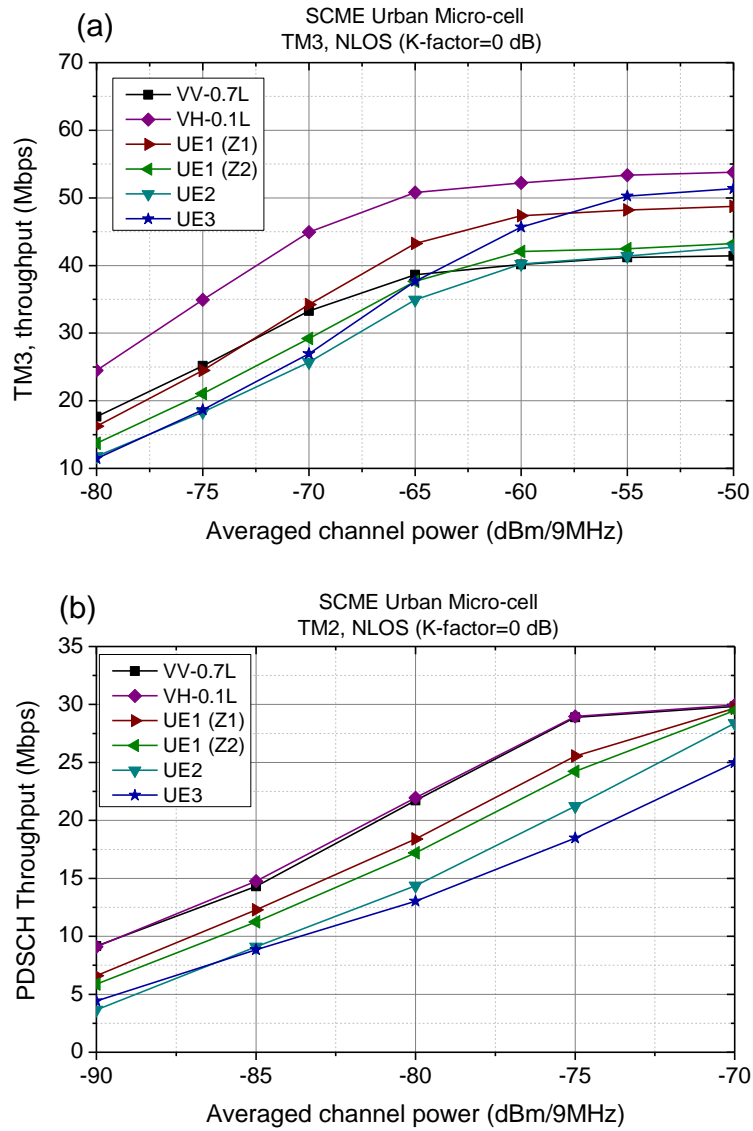 (a)
SCME Urban Micro-cell
TM3, NLOS (K-factor=0 dB)
70
60
50
40
30
20
10
TM3, throughput (Mbps)
VV-0.7L
VH-0.1L
UE1 (Z1)
UE1 (Z2)
UE2
UE3
-80 -75 -70 -65 -60 -55 -50
Averaged channel power (dBm/9MHz)
(b)
SCME Urban Micro-cell
TM2, NLOS (K-factor=0 dB)
35
30
25
20
15
10
5
0
PDSCH Throughput (Mbps)
VV-0.7L
VH-0.1L
UE1 (Z1)
UE1 (Z2)
UE2
UE3
-90 -85 -80 -75 -70
Averaged channel power (dBm/9MHz)